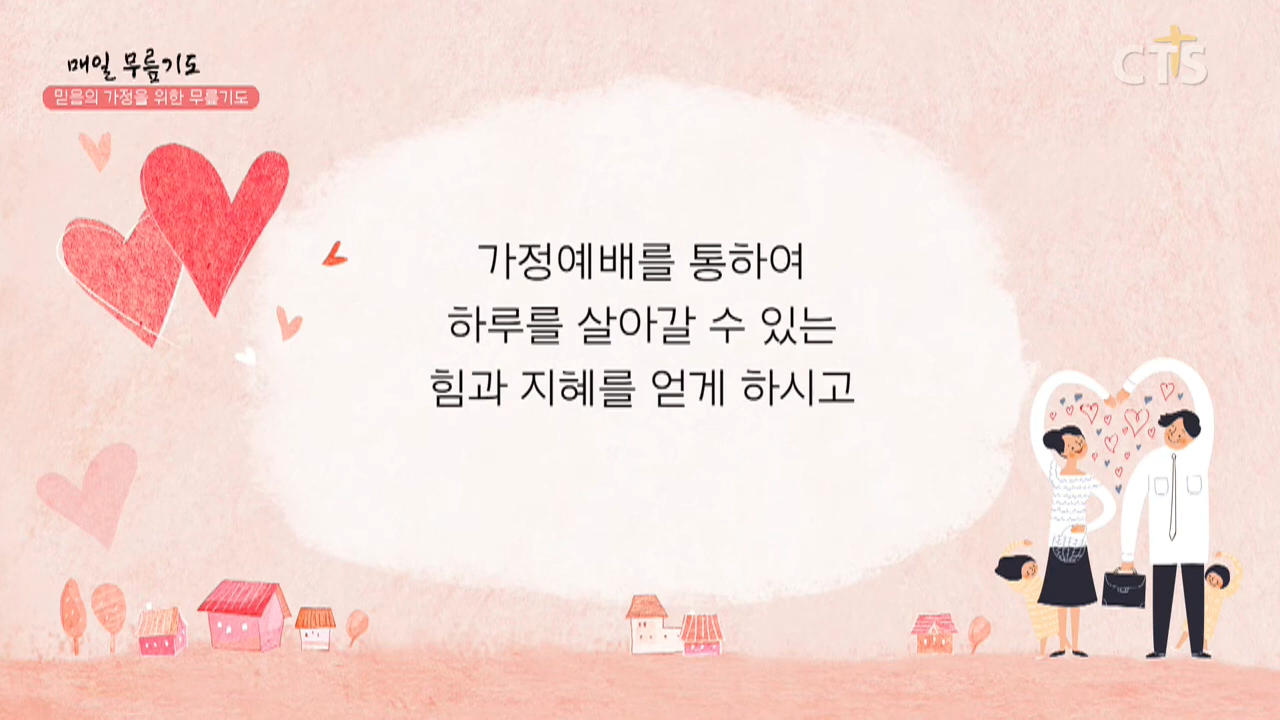 매일 무릎기도
믿음의 가정을 위한 무릎기도
CTS
가정예배를 통하여
하루를 살아갈 수 있는
힘과 지혜를 얻게 하시고